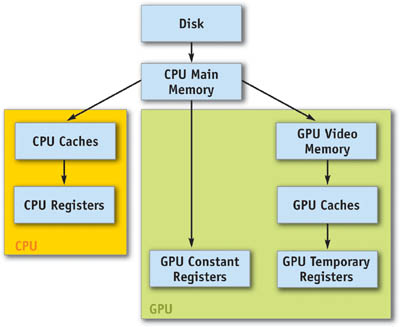 Disk
CPU Main
Memory
CPU Caches
CPU Registers
CPU
GPU Video
Memory
GPU Caches
GPU Constant
Registers
GPU Temporary
Registers
GPU